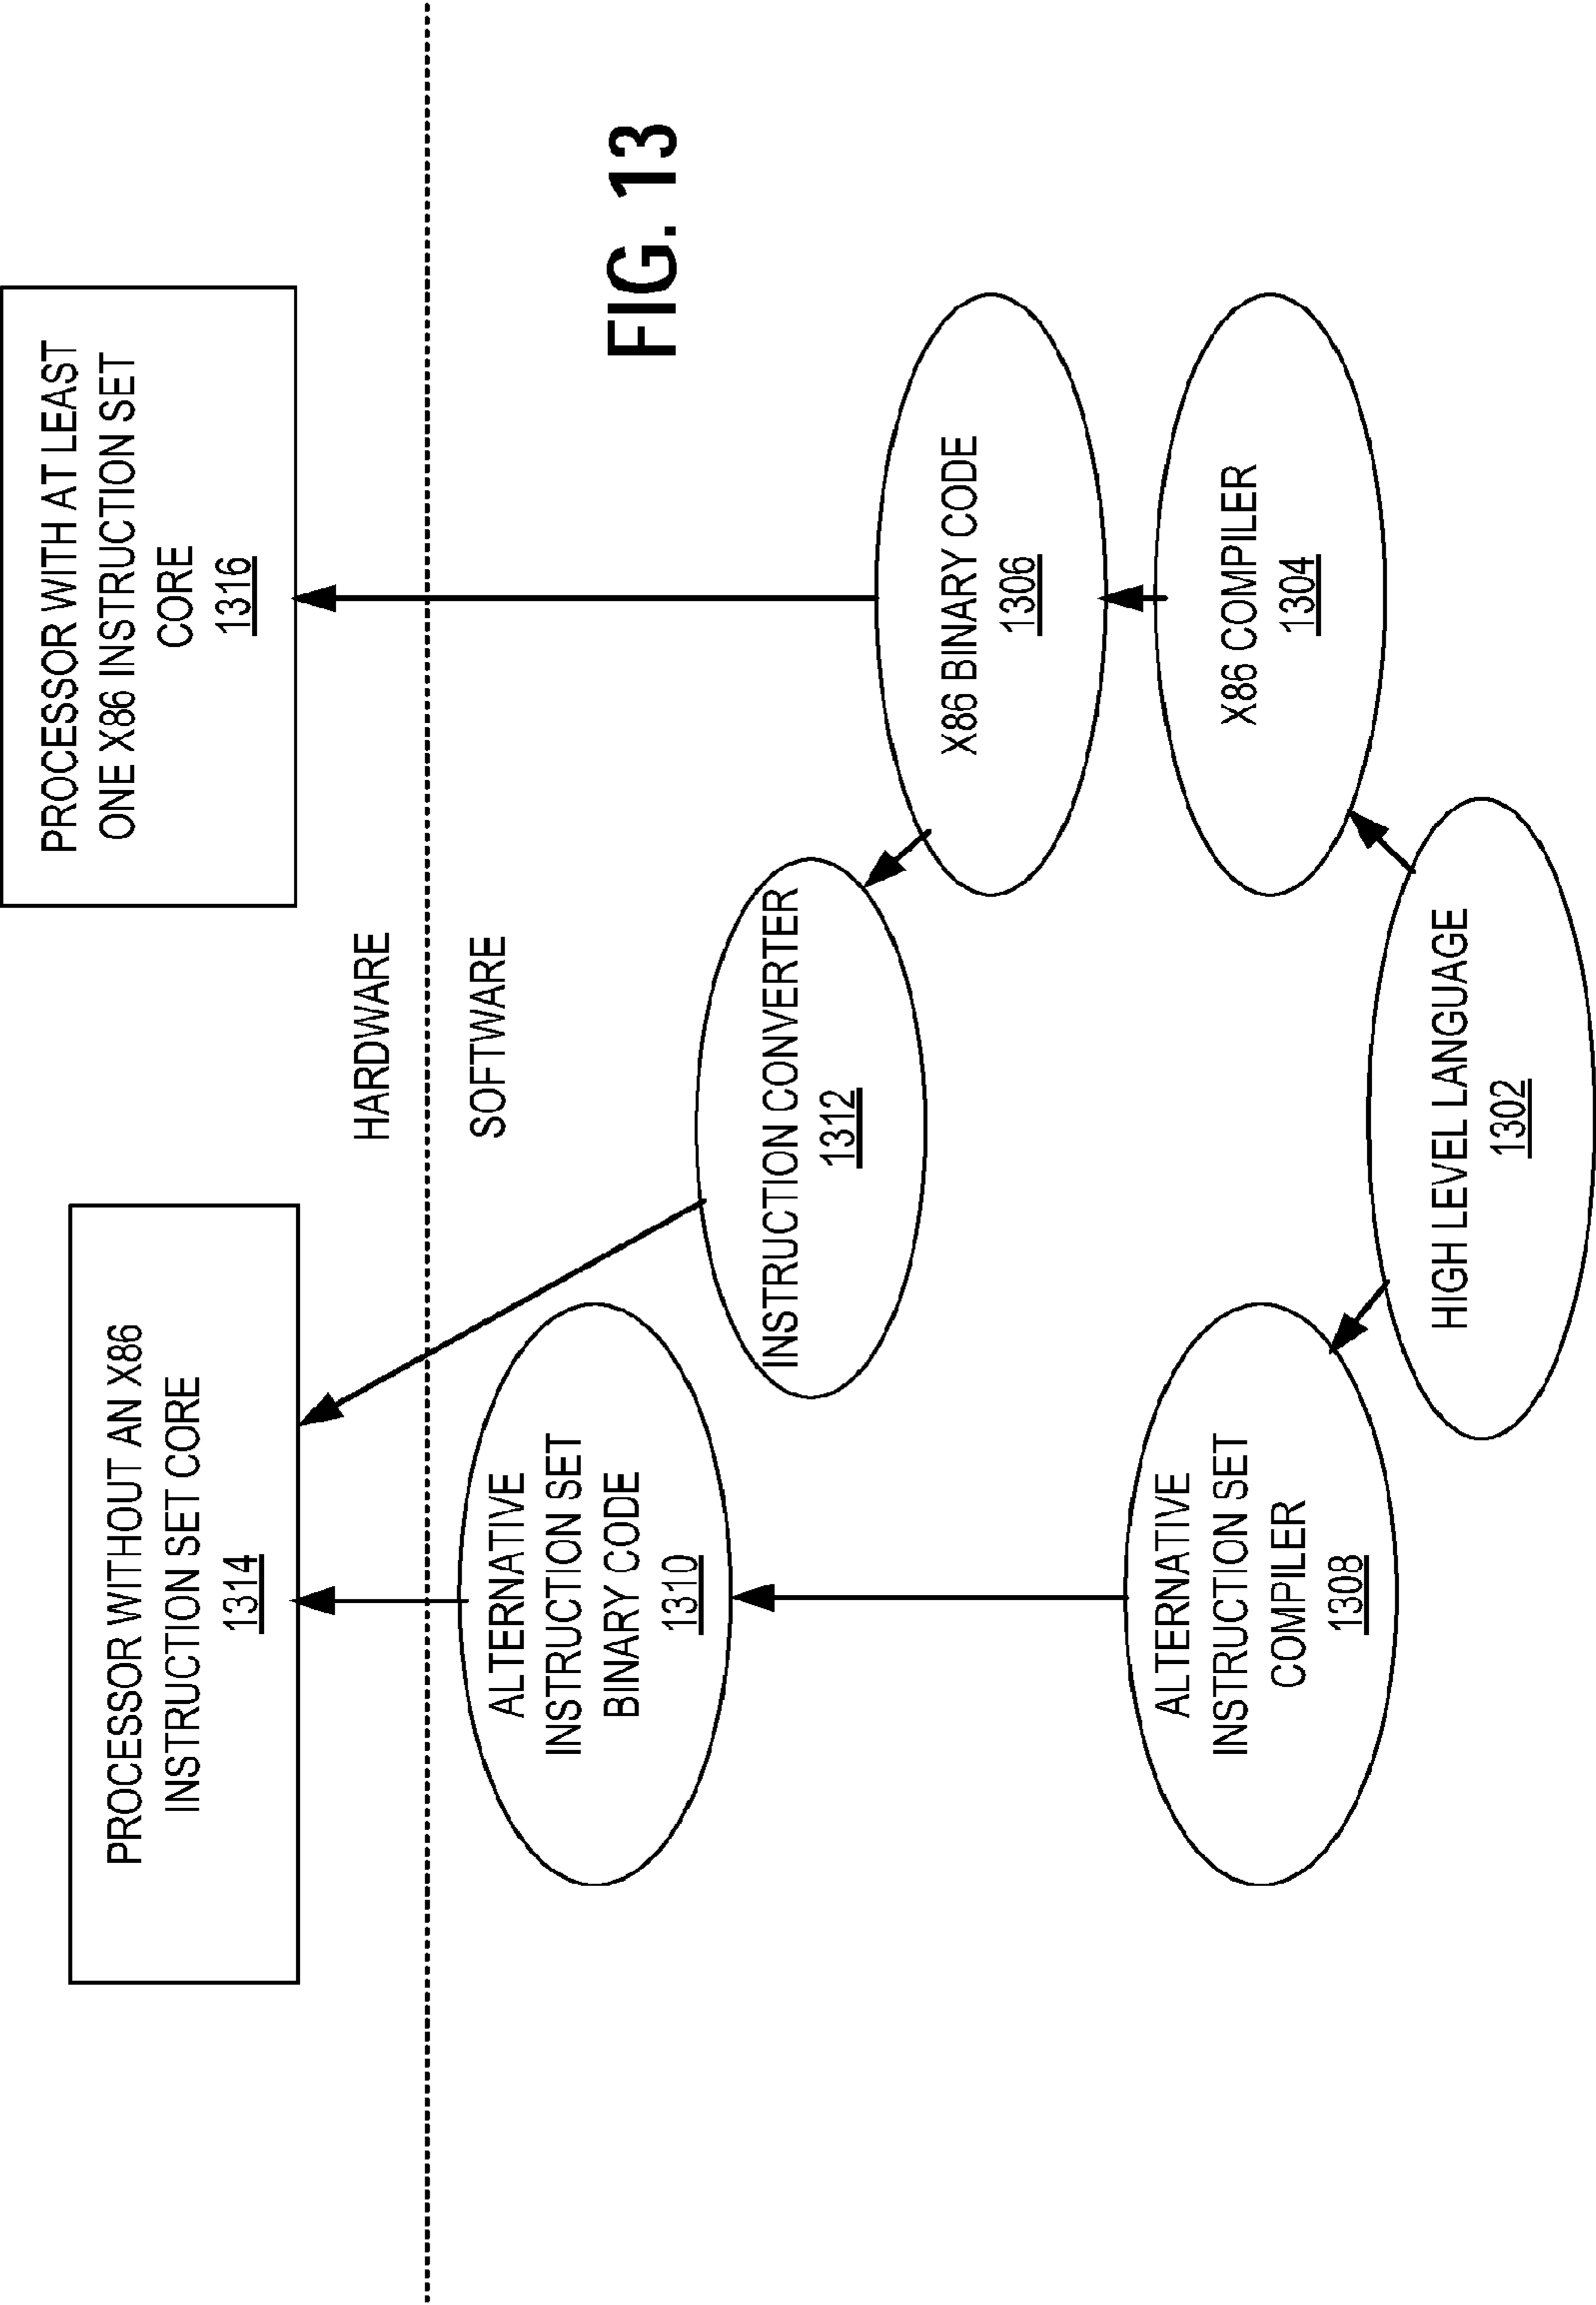 PROCESSOR WITHOUT AN X86
INSTRUCTION SET CORE
1314
PROCESSOR WITH AT LEAST
ONE X86 INSTRUCTION SET
CORE
1316
HARDWARE
SOFTWARE
ALTERNATIVE
INSTRUCTION SET
BINARY CODE
1310
INSTRUCTION CONVERTER
1312
FIG. 13
X86 BINARY CODE
1306
ALTERNATIVE
INSTRUCTION SET
COMPILER
1308
X86 COMPILER
1304
HIGH LEVEL LANGUAGE
1302